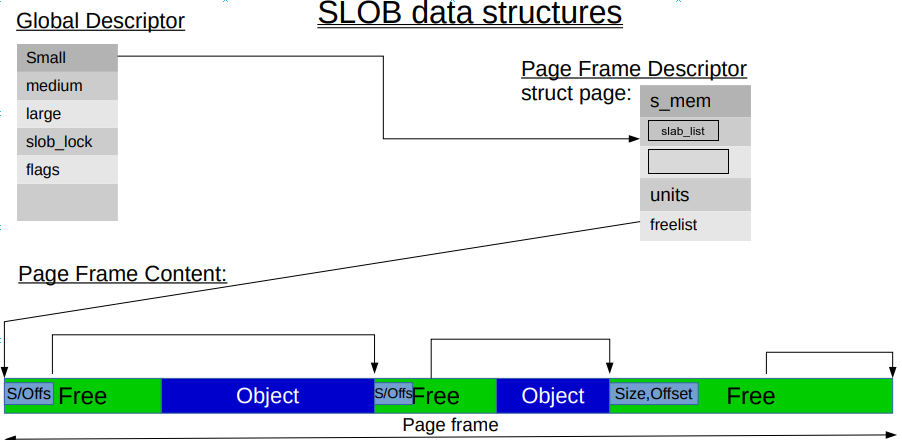 SLOB data structures
Global Descriptor
Small
medium
large
slob_lock
flags
Page Frame Descriptor
struct page:
s_mem
slab_list
units
freelist
Page Frame Content:
S/Offs Free Object S/Offs Free Object Size,Offset Free
Page frame